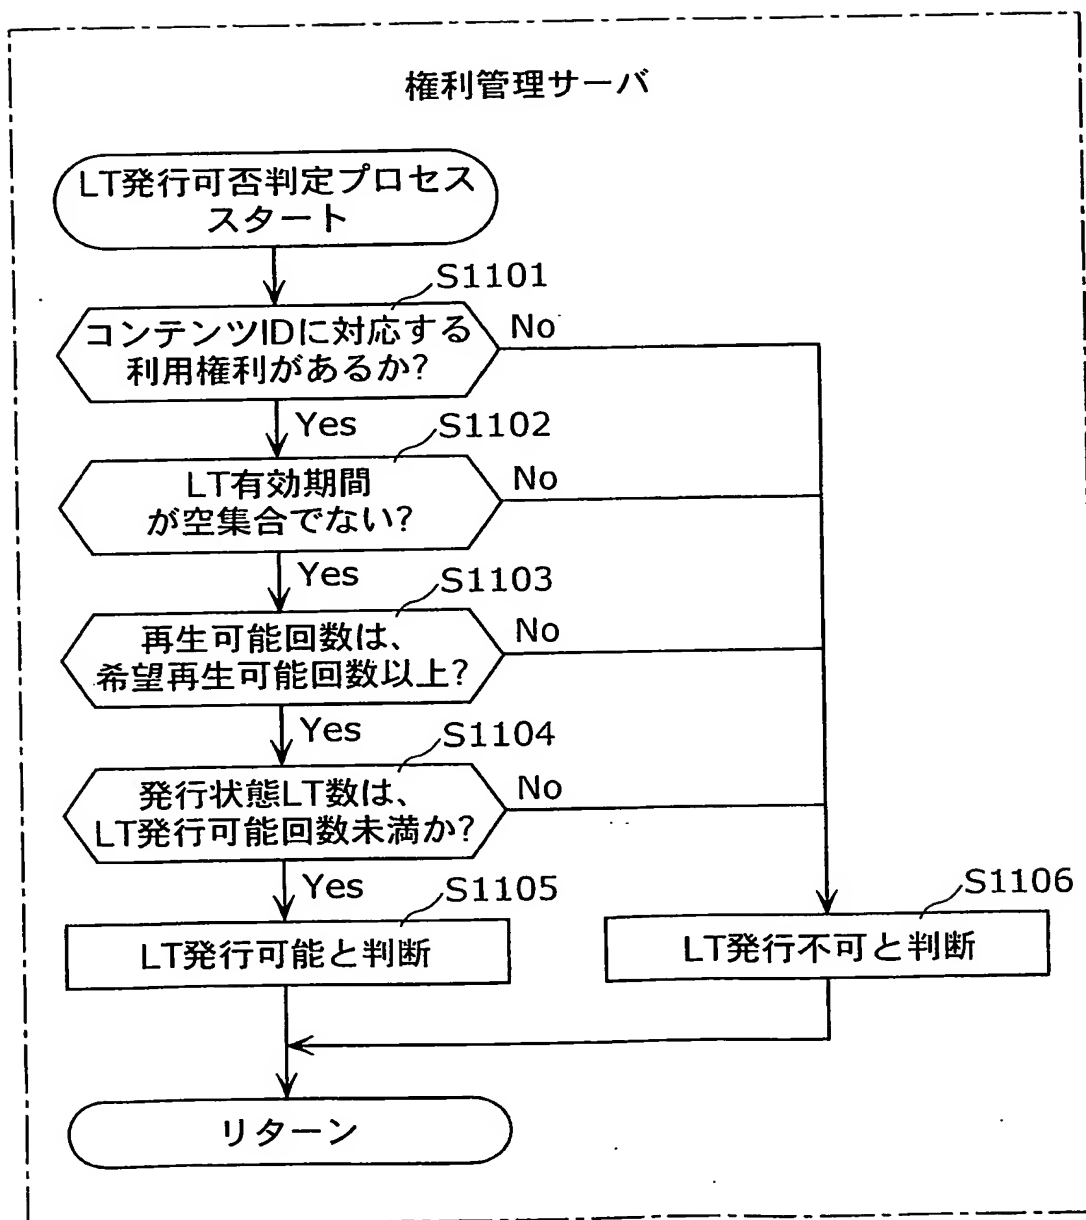 権利管理サーバ
LT発行可否判定プロセス
スタート
S1101
コンテンツIDに対応する
利用権利があるか?
No
Yes
S1102
LT有効期間
が空集合でない?
No
Yes
S1103
再生可能回数は、
希望再生可能回数以上?
No
Yes
S1104
発行状態LT数は、
LT発行可能回数未満か?
No
Yes
S1105
LT発行可能と判断
S1106
LT発行不可と判断
リターン